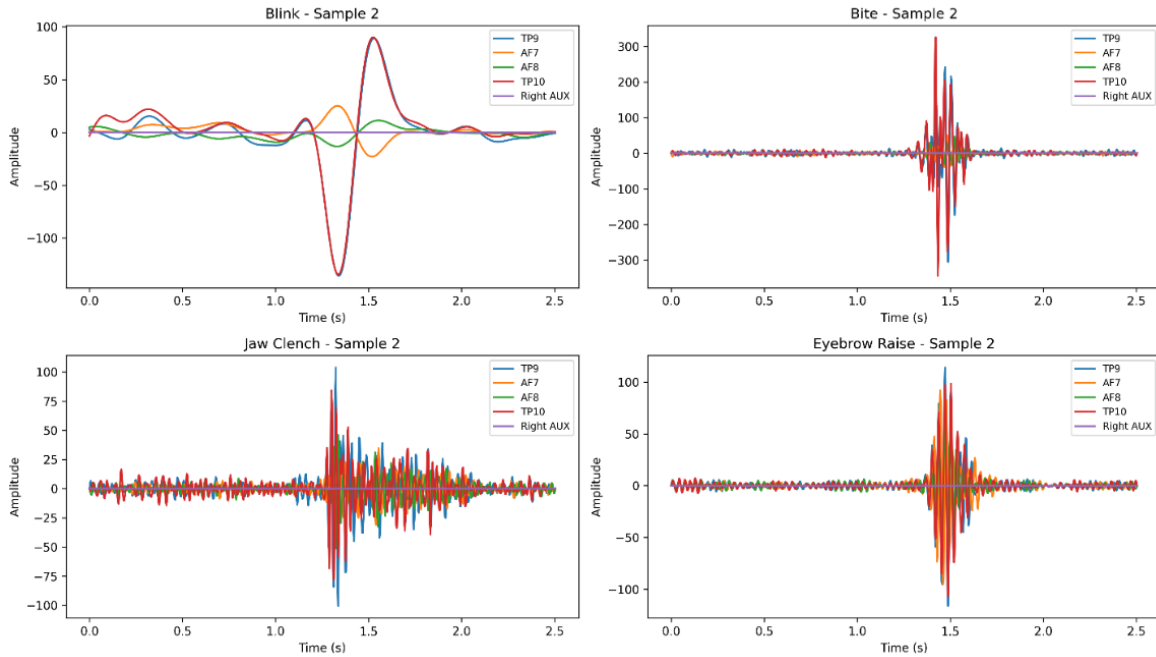 Blink - Sample 2
100
50
0
−50
−100
Amplitude
TP9
AF7
AF8
TP10
Right AUX
0.0
0.5
1.0
1.5
2.0
2.5
Time (s)
Bite - Sample 2
300
200
100
0
−100
−200
−300
Amplitude
TP9
AF7
AF8
TP10
Right AUX
0.0
0.5
1.0
1.5
2.0
2.5
Time (s)
Jaw Clench - Sample 2
100
75
50
25
0
−25
−50
−75
−100
Amplitude
TP9
AF7
AF8
TP10
Right AUX
0.0
0.5
1.0
1.5
2.0
2.5
Time (s)
Eyebrow Raise - Sample 2
100
50
0
−50
−100
Amplitude
TP9
AF7
AF8
TP10
Right AUX
0.0
0.5
1.0
1.5
2.0
2.5
Time (s)